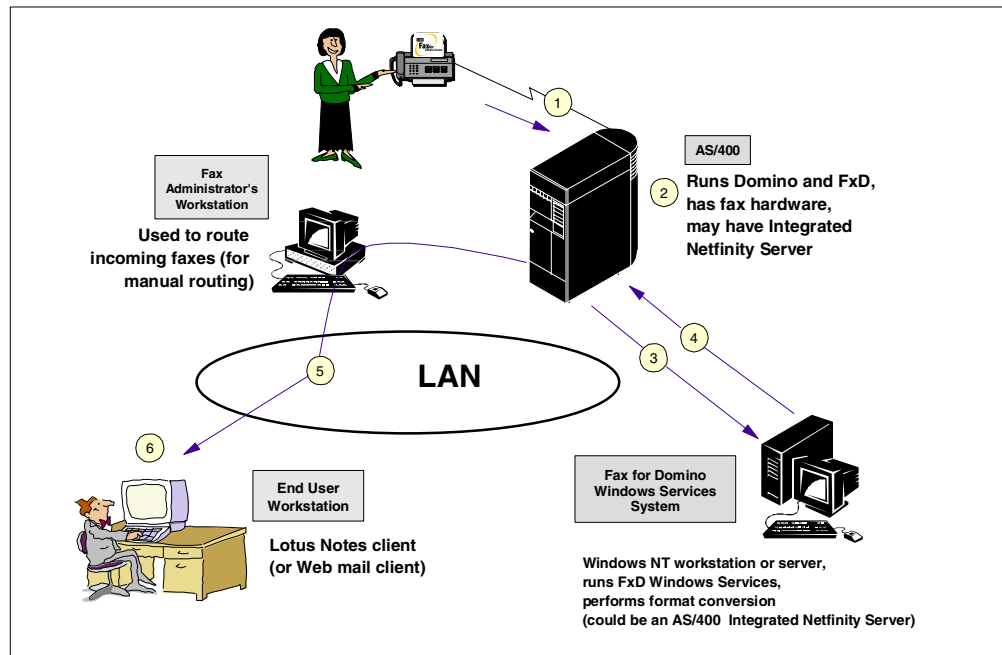 Fax
1
AS/400
2
Runs Domino and FxD,
has fax hardware,
may have Integrated
Netfinity Server
Fax
Administrator's
Workstation
Used to route
incoming faxes (for
manual routing)
4
3
5
LAN
6
End User
Workstation
Lotus Notes client
(or Web mail client)
Fax for Domino
Windows Services
System
Windows NT workstation or server,
runs FxD Windows Services,
performs format conversion
(could be an AS/400 Integrated Netfinity Server)